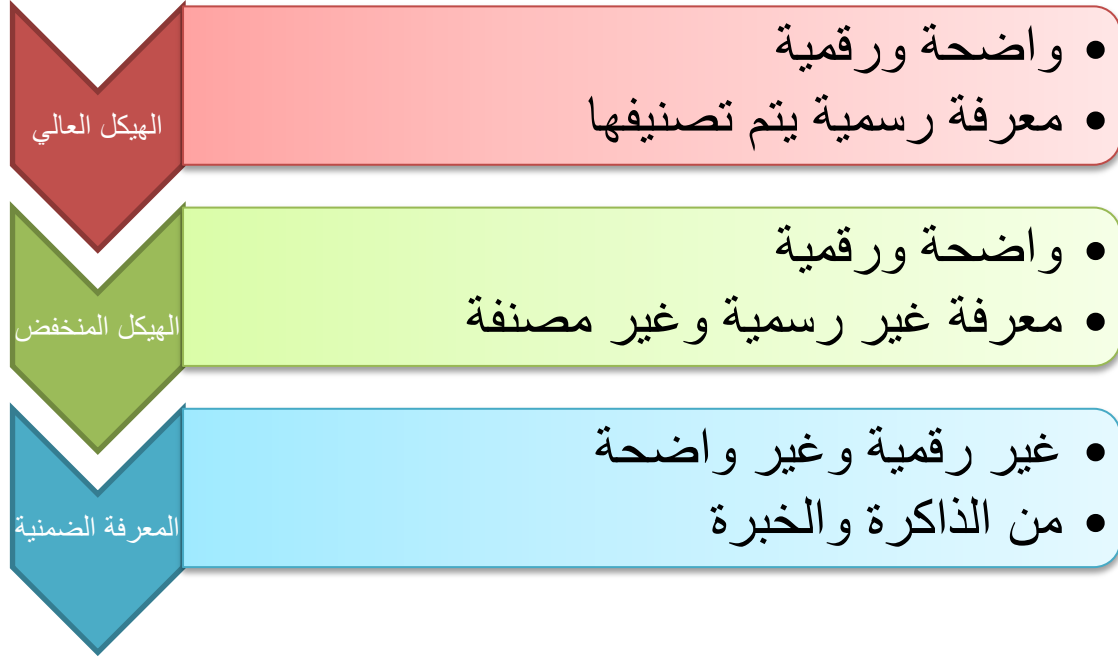 الهيكل العالي
• واضحة ورقمية
• معرفة رسمية يتم تصنيفها
الهيكل المنخفض
• واضحة ورقمية
• معرفة غير رسمية وغير مصنفة
المعرفة الضمنية
• غير رقمية وغير واضحة
• من الذاكرة والخبرة